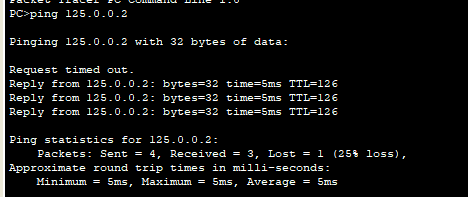 Packet Tracer PC Command Line 1.0
PC>ping 125.0.0.2
Pinging 125.0.0.2 with 32 bytes of data:
Request timed out.
Reply from 125.0.0.2: bytes=32 time=5ms TTL=126
Reply from 125.0.0.2: bytes=32 time=5ms TTL=126
Reply from 125.0.0.2: bytes=32 time=5ms TTL=126
Ping statistics for 125.0.0.2:
Packets: Sent = 4, Received = 3, Lost = 1 (25% loss),
Approximate round trip times in milli-seconds:
Minimum = 5ms, Maximum = 5ms, Average = 5ms